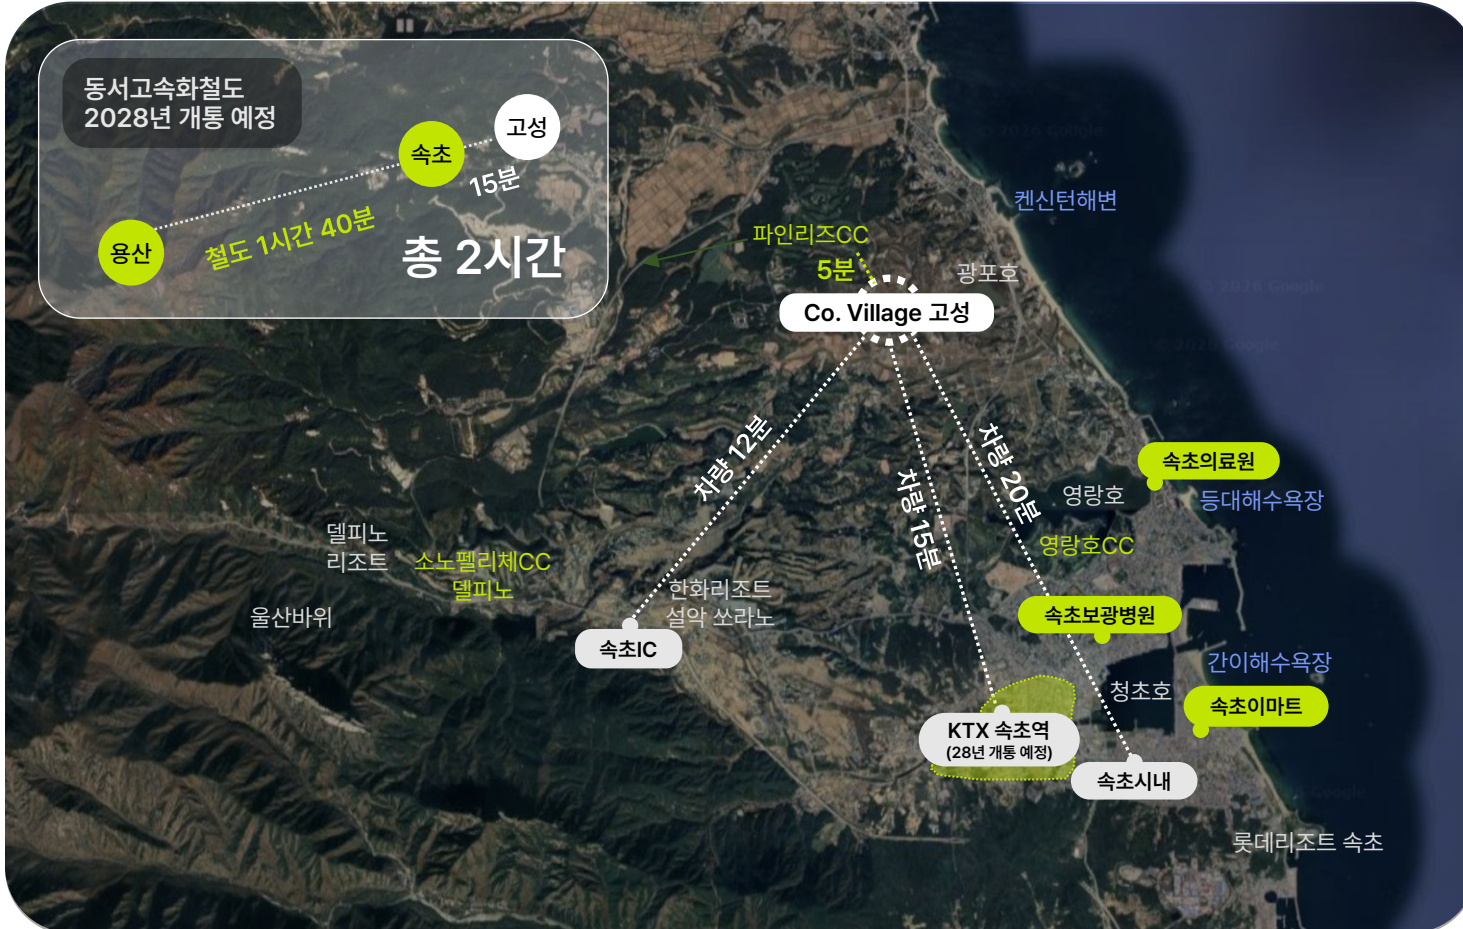 동서고속화철도
2028년 개통 예정
고성
속초
15분
용산
철도 1시간 40분
총 2시간
© 2026 Google
켄싱턴해변
파인리즈CC
5분
광포호
© 2026 Google
Co. Village 고성
© 2026 Google
차량 12분
차량 15분
차량 20분
속초의료원
영랑호
등대해수욕장
델피노
리조트
소노펠리체CC
델피노
영랑호CC
한화리조트
설악 쏘라노
울산바위
속초보광병원
속초IC
간이해수욕장
청초호
속초이마트
KTX 속초역
(28년 개통 예정)
속초시내
Google
롯데리조트 속초